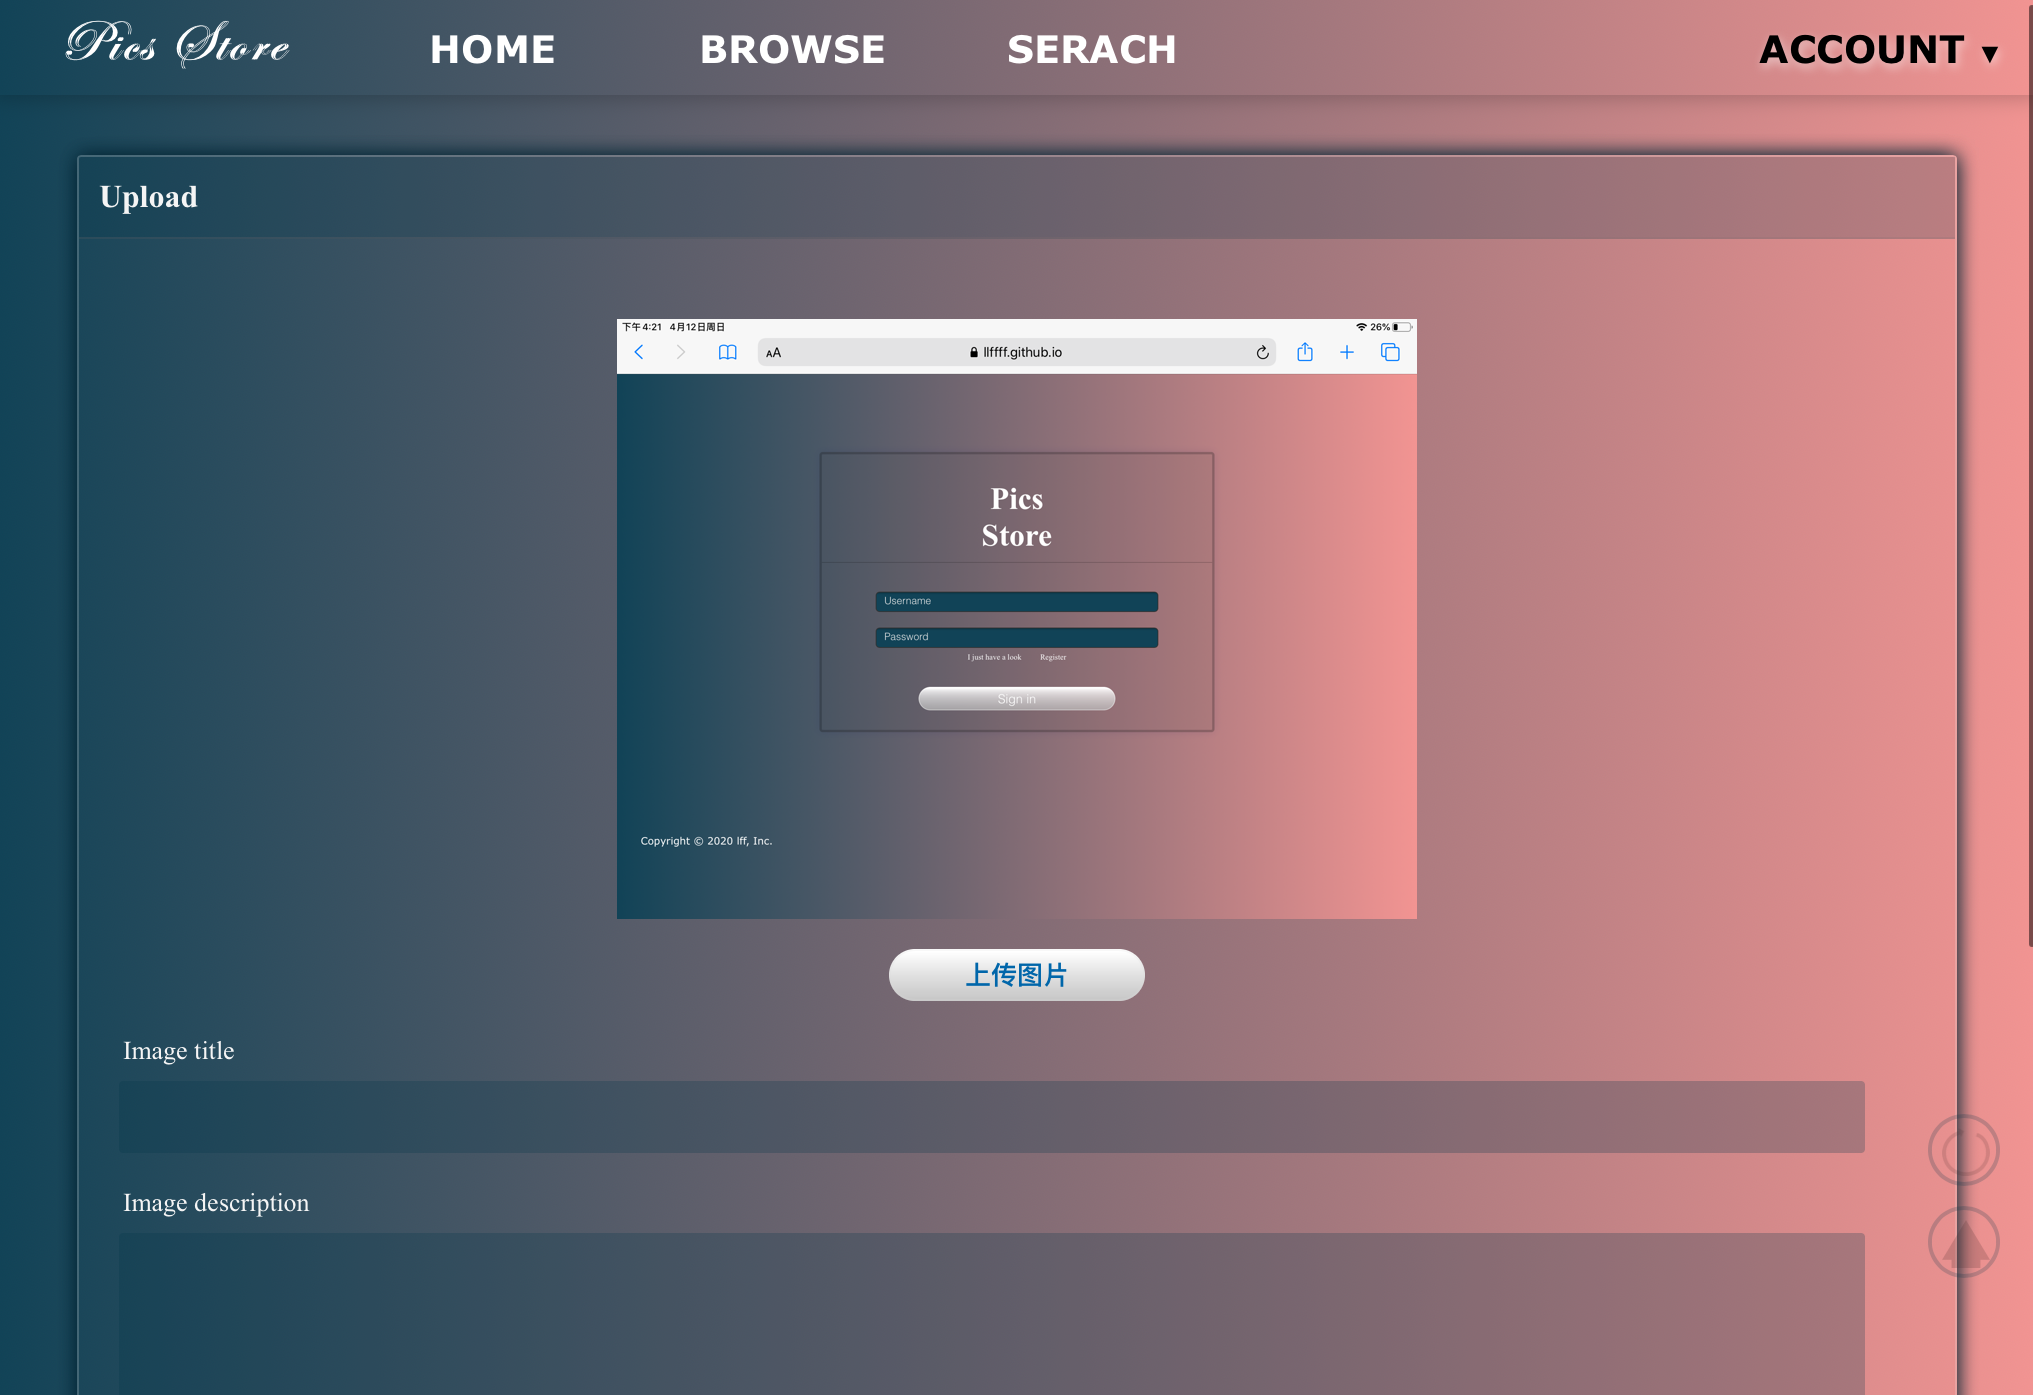 Pics Store HOME BROWSE SERACH ACCOUNT ▼
Upload
下午4:21 4月12日周日 26%
AA llffff.github.io
Pics
Store
Username
Password
I just have a look Register
Sign in
Copyright © 2020 lff, Inc.
上传图片
Image title
Image description